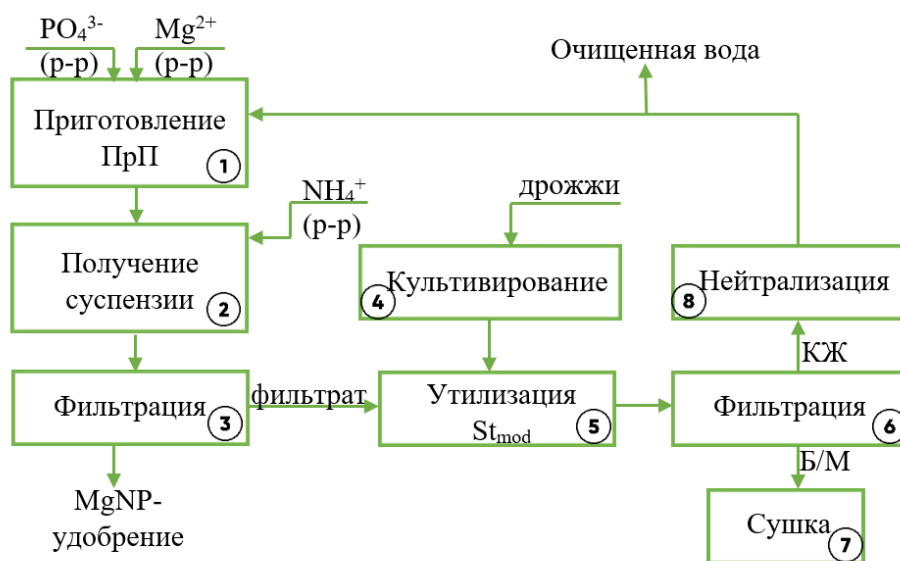 PO₄³⁻ Mg²⁺
(р-р) (р-р)
Очищенная вода
Приготовление
ПрП
1
NH₄⁺
(р-р)
дрожжи
Получение
суспензии
2
Культивирование
4
Нейтрализация
8
КЖ
Фильтрация
3
фильтрат
Утилизация
St_mod
5
Фильтрация
6
Б/М
MgNP-
удобрение
Сушка
7